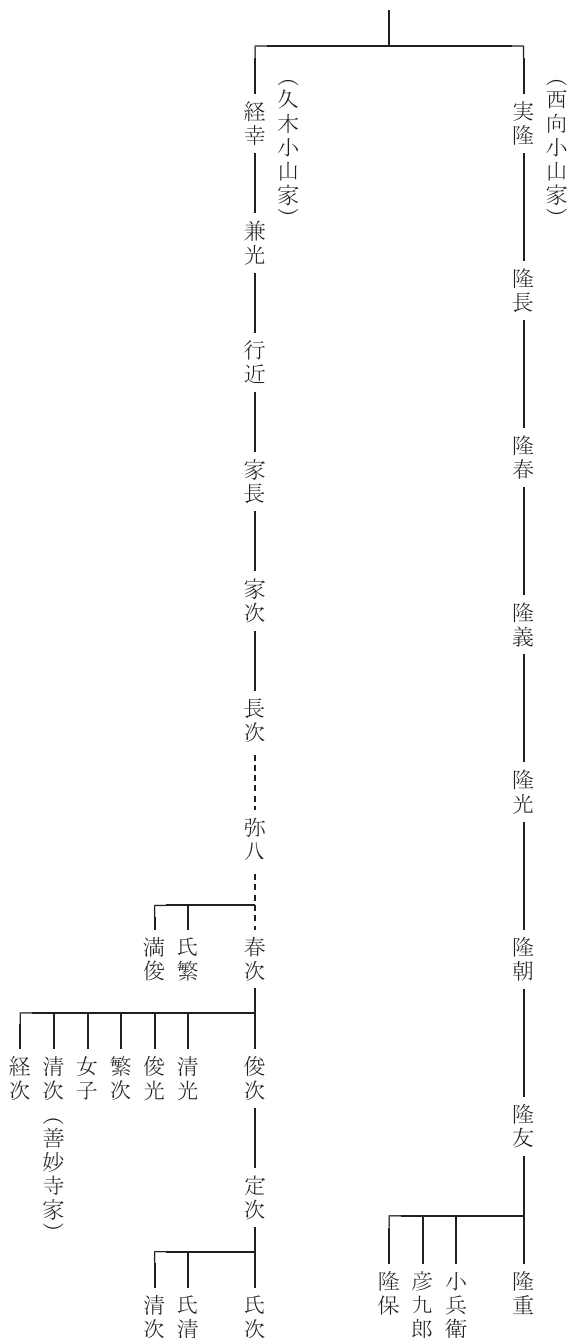 （西向小山家）
実隆
隆長
隆春
隆義
隆光
隆朝
隆友
隆重
小兵衛
彦九郎
隆保
（久木小山家）
経幸
兼光
行近
家長
家次
長次
弥八
春次
氏繁
満俊
俊次
清光
俊光
繁次
女子
清次（善妙寺家）
経次
定次
氏次
氏清
清次